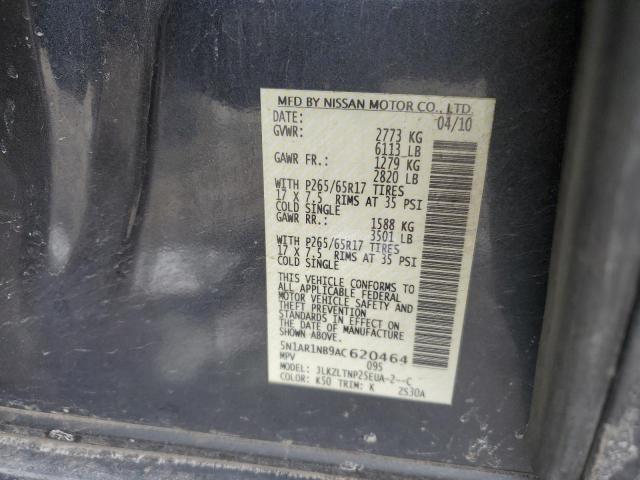 MFD BY NISSAN MOTOR CO., LTD.
DATE: 04/10
GVWR: 2773 KG
6113 LB
GAWR FR.: 1279 KG
2820 LB
WITH P265/65R17 TIRES
17 X 7.5 RIMS AT 35 PSI
COLD SINGLE
GAWR RR.: 1588 KG
3501 LB
WITH P265/65R17 TIRES
17 X 7.5 RIMS AT 35 PSI
COLD SINGLE
THIS VEHICLE CONFORMS TO
ALL APPLICABLE FEDERAL
MOTOR VEHICLE SAFETY AND
THEFT PREVENTION
STANDARDS IN EFFECT ON
THE DATE OF MANUFACTURE
SHOWN ABOVE.
5N1AR1NB9AC620464
MPV 095
MODEL: JLKZLTNP25EUA-2--C
COLOR: K50 TRIM: K 2S30A